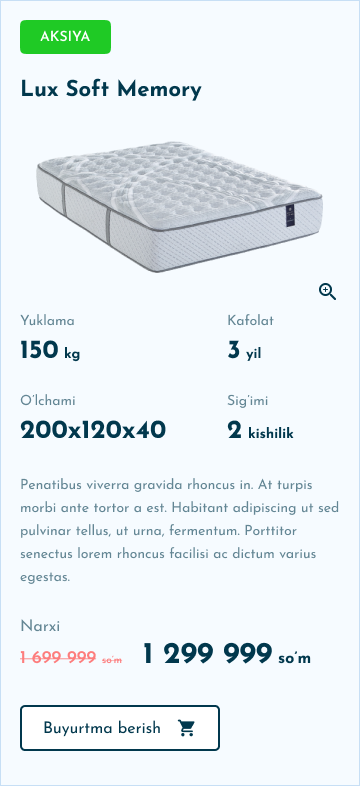 AKSIYA
Lux Soft Memory
Yuklama Kafolat
150 kg 3 yil
O‘lchami Sig‘imi
200x120x40 2 kishilik
Penatibus viverra gravida rhoncus in. At turpis
morbi ante tortor a est. Habitant adipiscing ut sed
pulvinar tellus, ut urna, fermentum. Porttitor
senectus lorem rhoncus facilisi ac dictum varius
egestas.
Narxi
1 699 999 so‘m 1 299 999 so‘m
Buyurtma berish